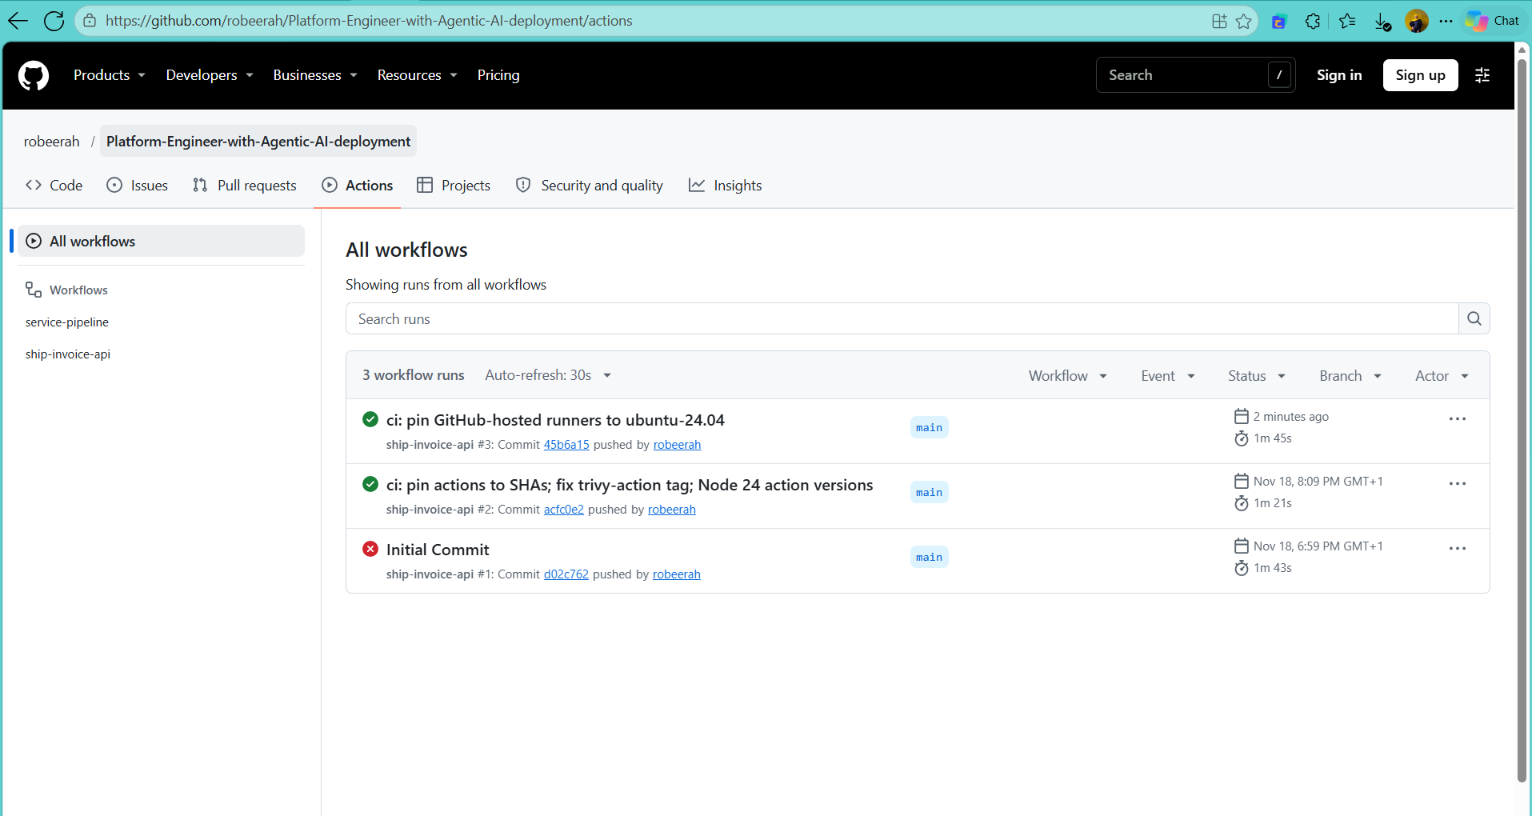 https://github.com/robeerah/Platform-Engineer-with-Agentic-AI-deployment/actions
Chat
Products Developers Businesses Resources Pricing Search / Sign in Sign up
robeerah / Platform-Engineer-with-Agentic-AI-deployment
Code Issues Pull requests Actions Projects Security and quality Insights
All workflows
Workflows
service-pipeline
ship-invoice-api
All workflows
Showing runs from all workflows
Search runs
3 workflow runs Auto-refresh: 30s Workflow Event Status Branch Actor
ci: pin GitHub-hosted runners to ubuntu-24.04
ship-invoice-api #3: Commit 45b6a15 pushed by robeerah
main
2 minutes ago
1m 45s
ci: pin actions to SHAs; fix trivy-action tag; Node 24 action versions
ship-invoice-api #2: Commit acfc0e2 pushed by robeerah
main
Nov 18, 8:09 PM GMT+1
1m 21s
Initial Commit
ship-invoice-api #1: Commit d02c762 pushed by robeerah
main
Nov 18, 6:59 PM GMT+1
1m 43s